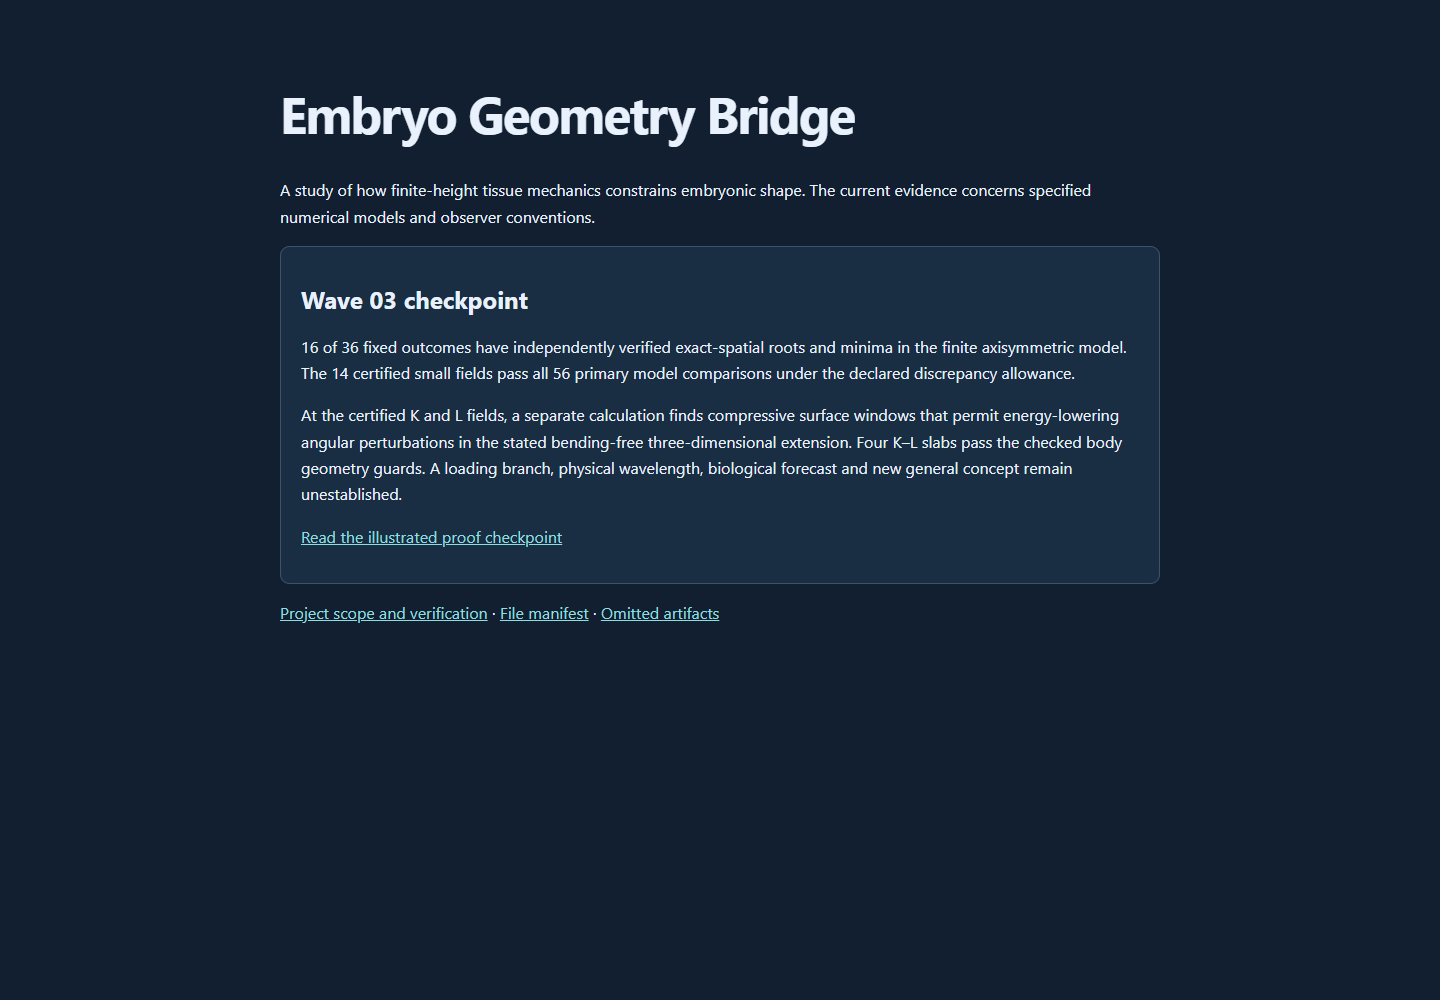 Embryo Geometry Bridge
A study of how finite-height tissue mechanics constrains embryonic shape. The current evidence concerns specified
numerical models and observer conventions.
Wave 03 checkpoint
16 of 36 fixed outcomes have independently verified exact-spatial roots and minima in the finite axisymmetric model.
The 14 certified small fields pass all 56 primary model comparisons under the declared discrepancy allowance.
At the certified K and L fields, a separate calculation finds compressive surface windows that permit energy-lowering
angular perturbations in the stated bending-free three-dimensional extension. Four K–L slabs pass the checked body
geometry guards. A loading branch, physical wavelength, biological forecast and new general concept remain
unestablished.
Read the illustrated proof checkpoint
Project scope and verification · File manifest · Omitted artifacts